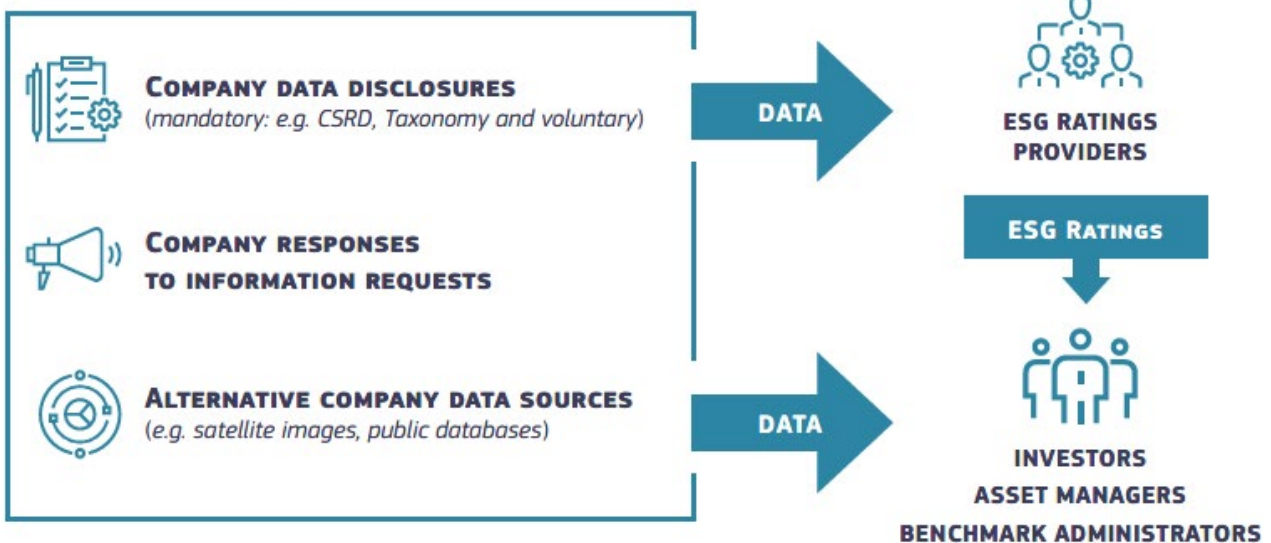 COMPANY DATA DISCLOSURES
(mandatory: e.g. CSRD, Taxonomy and voluntary)
DATA
ESG RATINGS
PROVIDERS
COMPANY RESPONSES
TO INFORMATION REQUESTS
ESG RATINGS
ALTERNATIVE COMPANY DATA SOURCES
(e.g. satellite images, public databases)
DATA
INVESTORS
ASSET MANAGERS
BENCHMARK ADMINISTRATORS